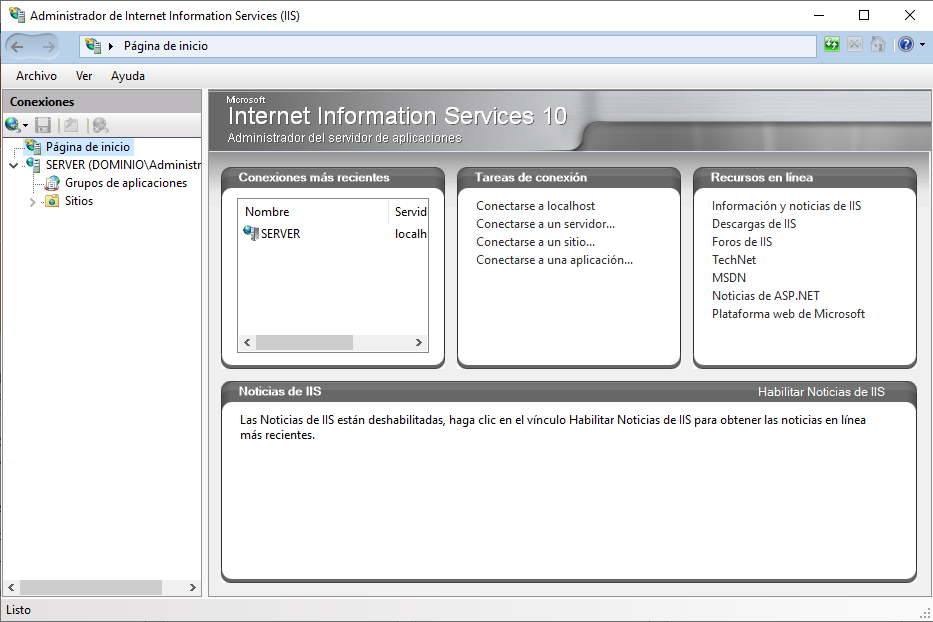 Administrador de Internet Information Services (IIS)
Página de inicio
Archivo Ver Ayuda
Conexiones
Página de inicio
SERVER (DOMINIO\Administr
Grupos de aplicaciones
Sitios
Microsoft
Internet Information Services 10
Administrador del servidor de aplicaciones
Conexiones más recientes
Nombre Servid
SERVER localh
Tareas de conexión
Conectarse a localhost
Conectarse a un servidor...
Conectarse a un sitio...
Conectarse a una aplicación...
Recursos en línea
Información y noticias de IIS
Descargas de IIS
Foros de IIS
TechNet
MSDN
Noticias de ASP.NET
Plataforma web de Microsoft
Noticias de IIS Habilitar Noticias de IIS
Las Noticias de IIS están deshabilitadas, haga clic en el vínculo Habilitar Noticias de IIS para obtener las noticias en línea
más recientes.
Listo